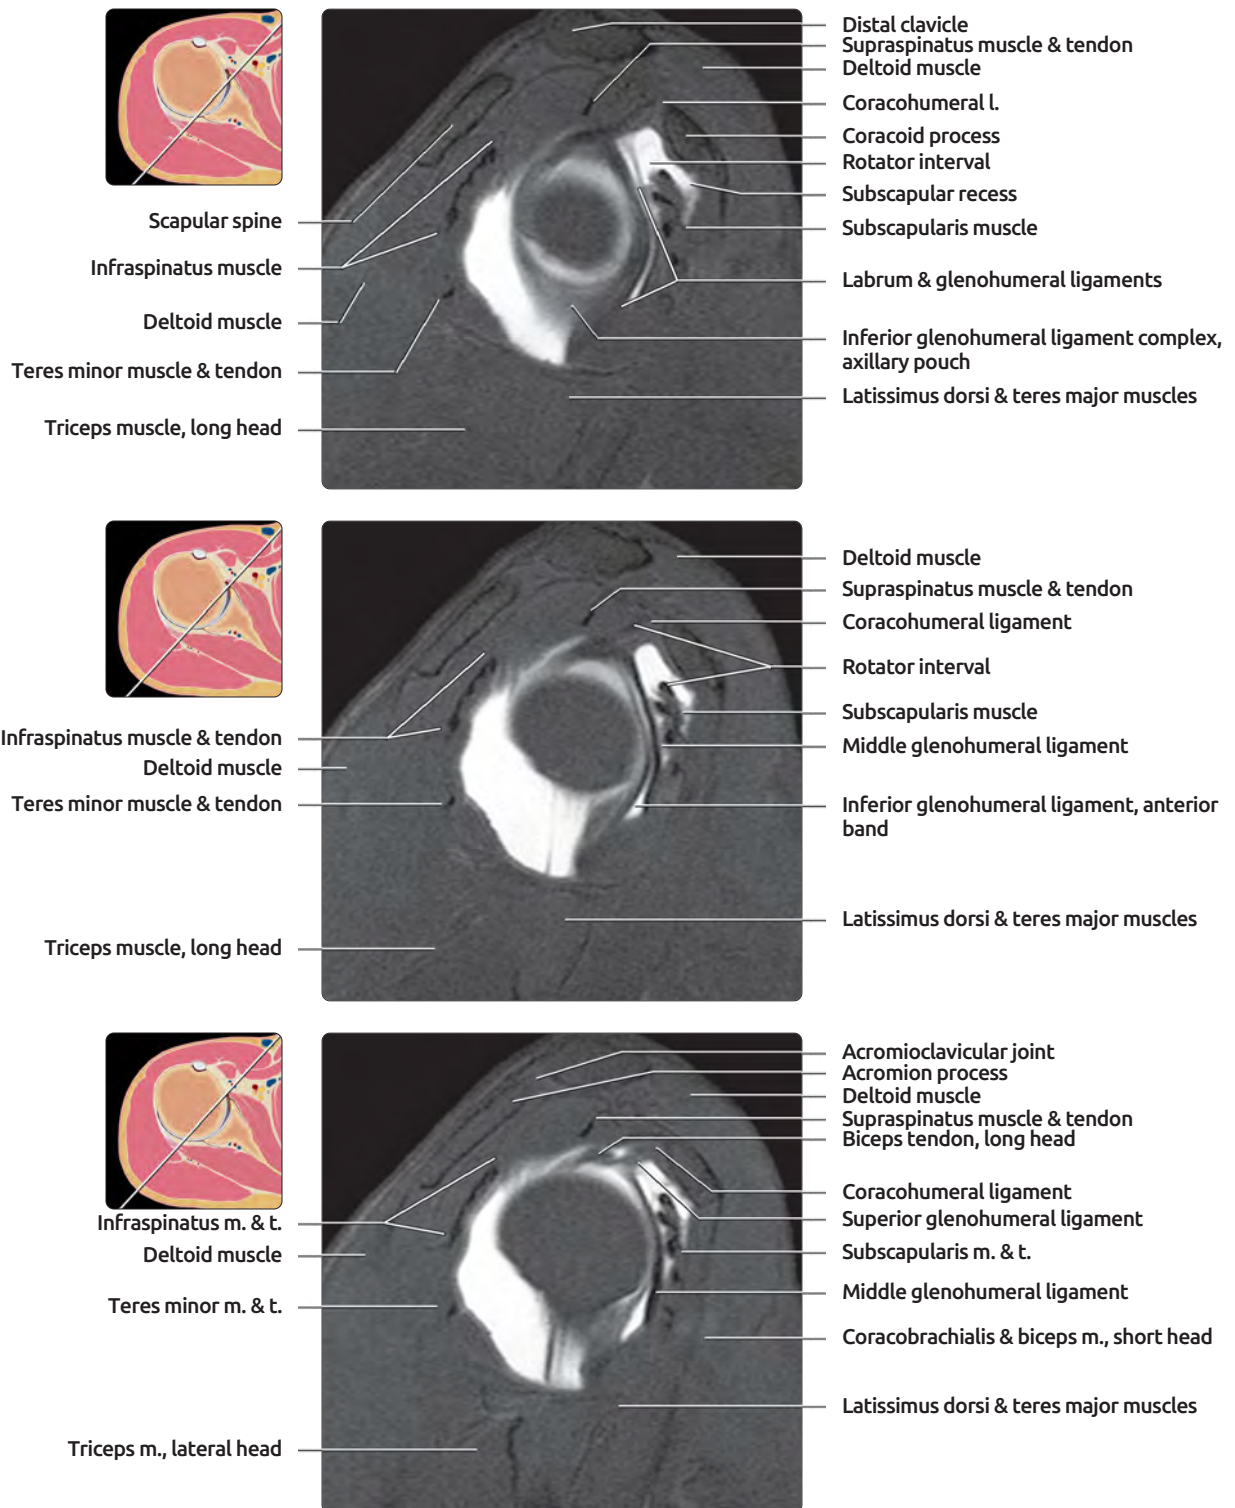 Distal clavicle
Supraspinatus muscle & tendon
Deltoid muscle
Coracohumeral l.
Coracoid process
Rotator interval
Subscapular recess
Subscapularis muscle
Labrum & glenohumeral ligaments
Inferior glenohumeral ligament complex,
axillary pouch
Latissimus dorsi & teres major muscles
Scapular spine
Infraspinatus muscle
Deltoid muscle
Teres minor muscle & tendon
Triceps muscle, long head
Deltoid muscle
Supraspinatus muscle & tendon
Coracohumeral ligament
Rotator interval
Subscapularis muscle
Middle glenohumeral ligament
Inferior glenohumeral ligament, anterior
band
Latissimus dorsi & teres major muscles
Infraspinatus muscle & tendon
Deltoid muscle
Teres minor muscle & tendon
Triceps muscle, long head
Acromioclavicular joint
Acromion process
Deltoid muscle
Supraspinatus muscle & tendon
Biceps tendon, long head
Coracohumeral ligament
Superior glenohumeral ligament
Subscapularis m. & t.
Middle glenohumeral ligament
Coracobrachialis & biceps m., short head
Latissimus dorsi & teres major muscles
Infraspinatus m. & t.
Deltoid muscle
Teres minor m. & t.
Triceps m., lateral head